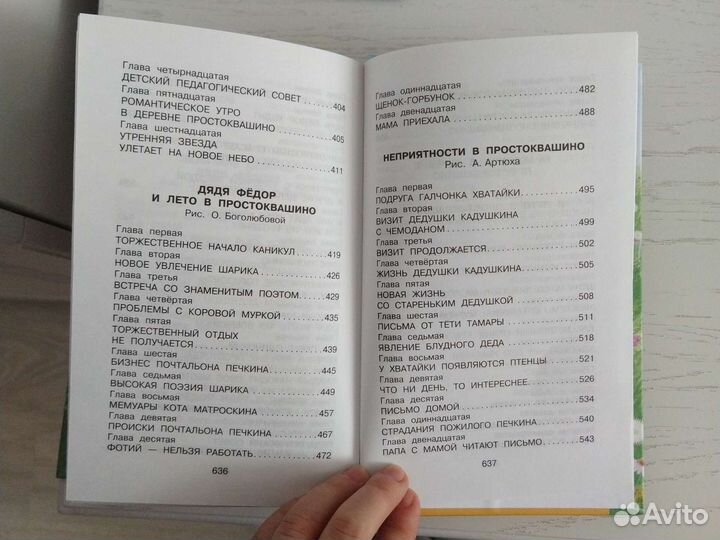 Глава четырнадцатая
ДЕТСКИЙ ПЕДАГОГИЧЕСКИЙ СОВЕТ .......404
Глава пятнадцатая
РОМАНТИЧЕСКОЕ УТРО
В ДЕРЕВНЕ ПРОСТОКВАШИНО ............405
Глава шестнадцатая
УТРЕННЯЯ ЗВЕЗДА
УЛЕТАЕТ НА НОВОЕ НЕБО ..............411
ДЯДЯ ФЁДОР
И ЛЕТО В ПРОСТОКВАШИНО
Рис. О. Боголюбовой
Глава первая
ТОРЖЕСТВЕННОЕ НАЧАЛО КАНИКУЛ .......419
Глава вторая
НОВОЕ УВЛЕЧЕНИЕ ШАРИКА .............426
Глава третья
ВСТРЕЧА СО ЗНАМЕНИТЫМ ПОЭТОМ .......429
Глава четвёртая
ПРОБЛЕМЫ С КОРОВОЙ МУРКОЙ ..........435
Глава пятая
ТОРЖЕСТВЕННЫЙ ОТДЫХ
НЕ ПОЛУЧАЕТСЯ ......................439
Глава шестая
БИЗНЕС ПОЧТАЛЬОНА ПЕЧКИНА ..........445
Глава седьмая
ВЫСОКАЯ ПОЭЗИЯ ШАРИКА ..............449
Глава восьмая
МЕМУАРЫ КОТА МАТРОСКИНА ............457
Глава девятая
ПРОИСКИ ПОЧТАЛЬОНА ПЕЧКИНА .........467
Глава десятая
ФОТИЙ — НЕЛЬЗЯ РАБОТАТЬ ............472
636
Глава одиннадцатая
ЩЕНОК-ГОРБУНОК .....................482
Глава двенадцатая
МАМА ПРИЕХАЛА ......................488
НЕПРИЯТНОСТИ В ПРОСТОКВАШИНО
Рис. А. Артюха
Глава первая
ПОДРУГА ГАЛЧОНКА ХВАТАЙКИ ..........495
Глава вторая
ВИЗИТ ДЕДУШКИ КАДУШКИНА
С ЧЕМОДАНОМ ........................499
Глава третья
ВИЗИТ ПРОДОЛЖАЕТСЯ .................502
Глава четвёртая
ЖИЗНЬ ДЕДУШКИ КАДУШКИНА ............505
Глава пятая
НОВАЯ ЖИЗНЬ
СО СТАРЕНЬКИМ ДЕДУШКОЙ .............508
Глава шестая
ПИСЬМА ОТ ТЕТИ ТАМАРЫ ..............511
Глава седьмая
ЯВЛЕНИЕ БЛУДНОГО ДЕДА ..............518
Глава восьмая
У ХВАТАЙКИ ПОЯВЛЯЮТСЯ ПТЕНЦЫ .......521
Глава девятая
ЧТО НИ ДЕНЬ, ТО ИНТЕРЕСНЕЕ .........526
Глава десятая
ПИСЬМО ДОМОЙ .......................534
Глава одиннадцатая
СТРАДАНИЯ ПОЖИЛОГО ПЕЧКИНА .........540
Глава двенадцатая
ПАПА С МАМОЙ ЧИТАЮТ ПИСЬМО .........543
637
Avito